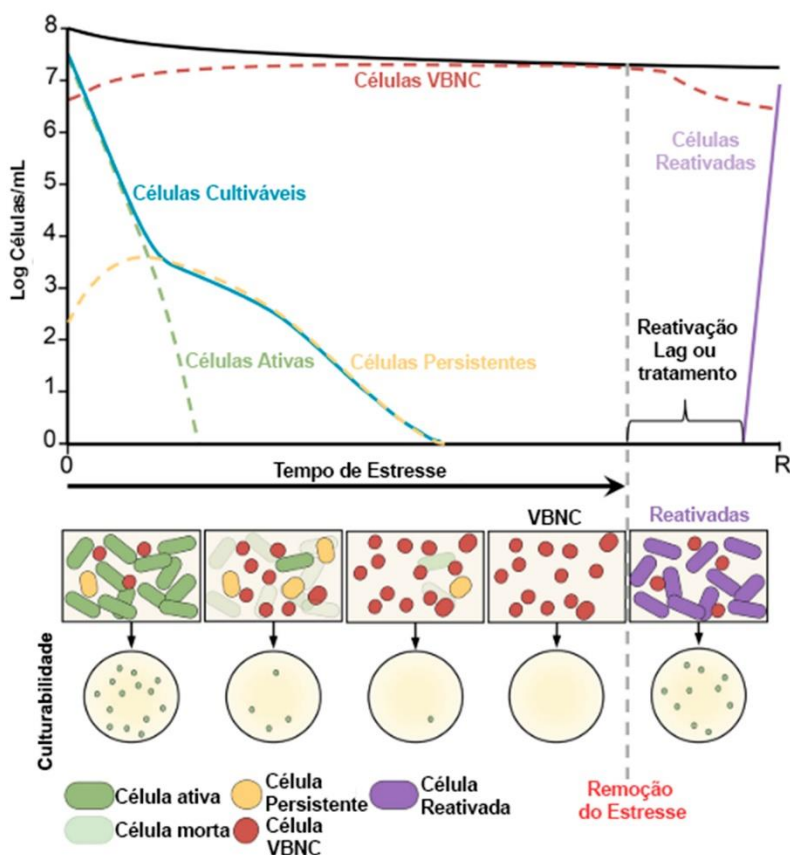 8
7
6
5
4
3
2
1
0
Log Células/mL
Células VBNC
Células
Reativadas
Células Cultiváveis
Células Ativas
Células Persistentes
Reativação
Lag ou
tratamento
0
R
Tempo de Estresse
VBNC
Reativadas
Culturabilidade
Célula ativa
Célula
Persistente
Célula
Reativada
Célula morta
Célula
VBNC
Remoção
do Estresse